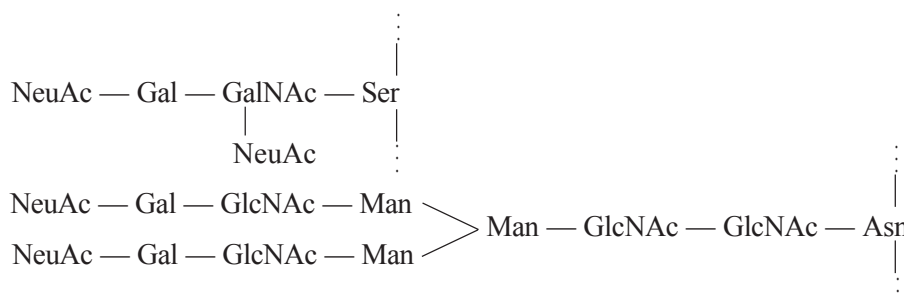 NeuAc — Gal — GalNAc — Ser
NeuAc
NeuAc — Gal — GlcNAc — Man
Man — GlcNAc — GlcNAc — Asn
NeuAc — Gal — GlcNAc — Man